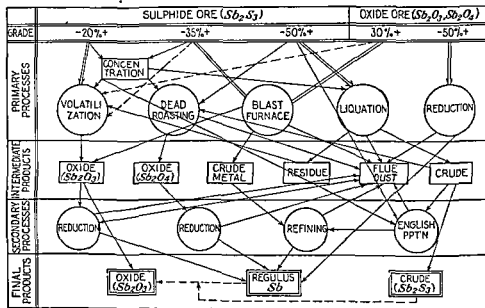 SULPHIDE ORE (Sb₂S₃) OXIDE ORE (Sb₂O₃, Sb₂O₄)
GRADE -20%+ -35%+ -50%+ 30%+ -50%+
PRIMARY PROCESSES
CONCEN
TRATION
VOLATILI
ZATION
DEAD
ROASTING
BLAST
FURNACE
LIQUATION
REDUCTION
INTERMEDIATE PRODUCTS
OXIDE
(Sb₂O₃)
OXIDE
(Sb₂O₄)
CRUDE
METAL
RESIDUE
FLUE
DUST
CRUDE
SECONDARY PROCESSES
REDUCTION
REDUCTION
REFINING
ENGLISH
PPT'N
FINAL PRODUCTS
OXIDE
(Sb₂O₃)
REGULUS
Sb
CRUDE
(Sb₂S₃)